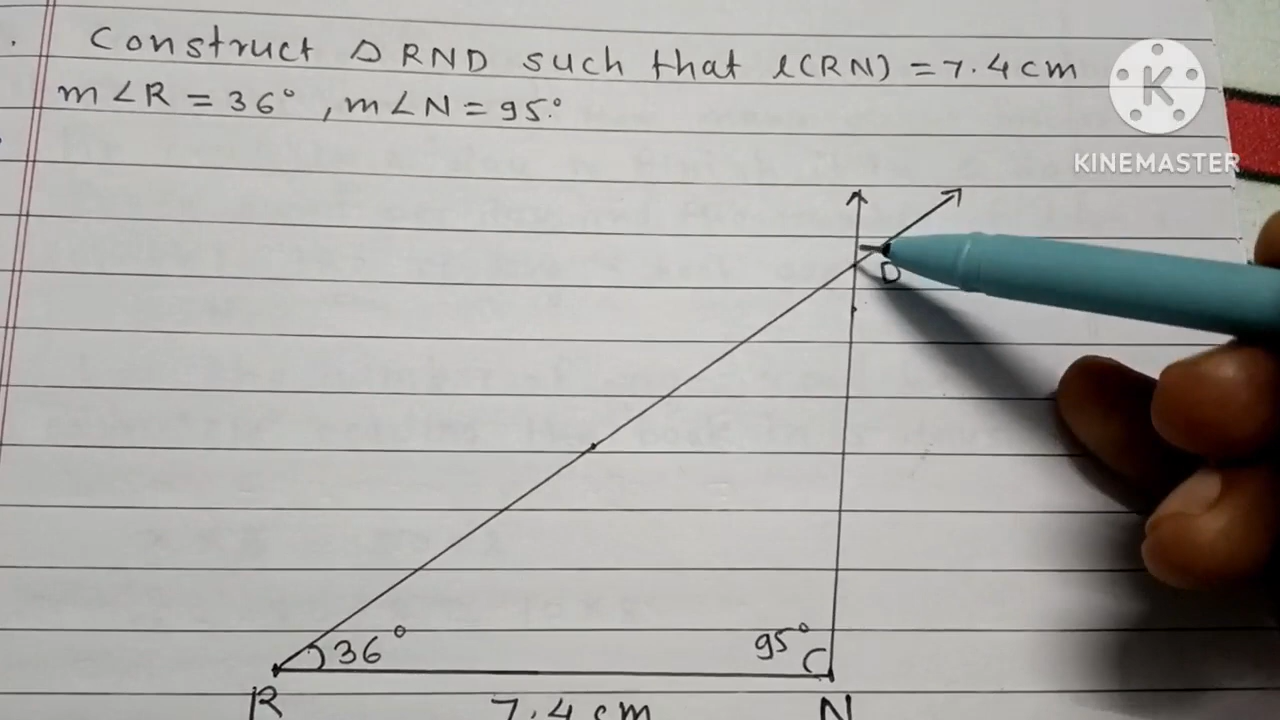 Construct Δ RND such that l(RN) = 7.4 cm
m∠R = 36°, m∠N = 95°.
K
KINEMASTER
D
36°
95°
R
7.4 cm
N